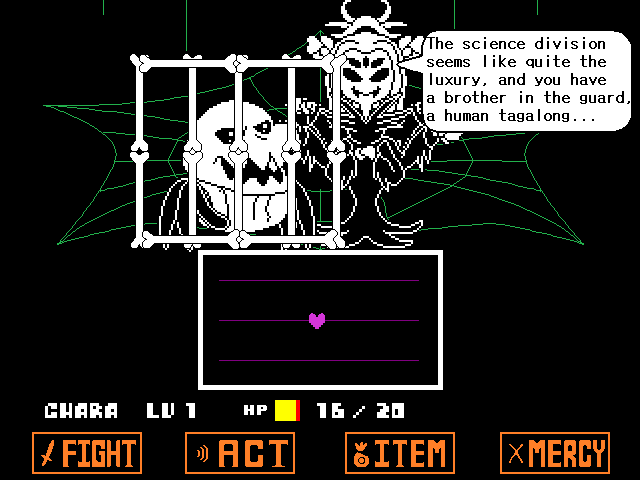 The science division
seems like quite the
luxury, and you have
a brother in the guard,
a human tagalong...
CHARA LV 1 HP 16 / 20
FIGHT ACT ITEM MERCY